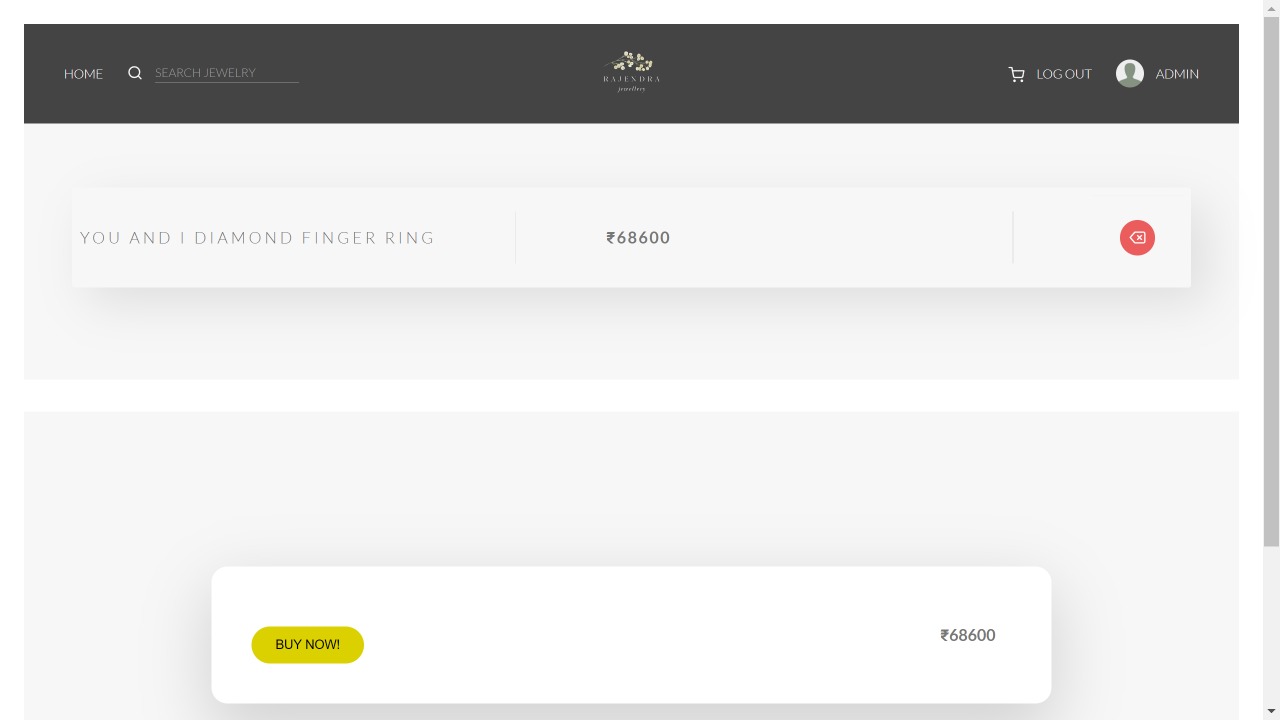 HOME
SEARCH JEWELRY
RAJENDRA
jewellery
LOG OUT
ADMIN
YOU AND I DIAMOND FINGER RING
₹68600
BUY NOW!
₹68600